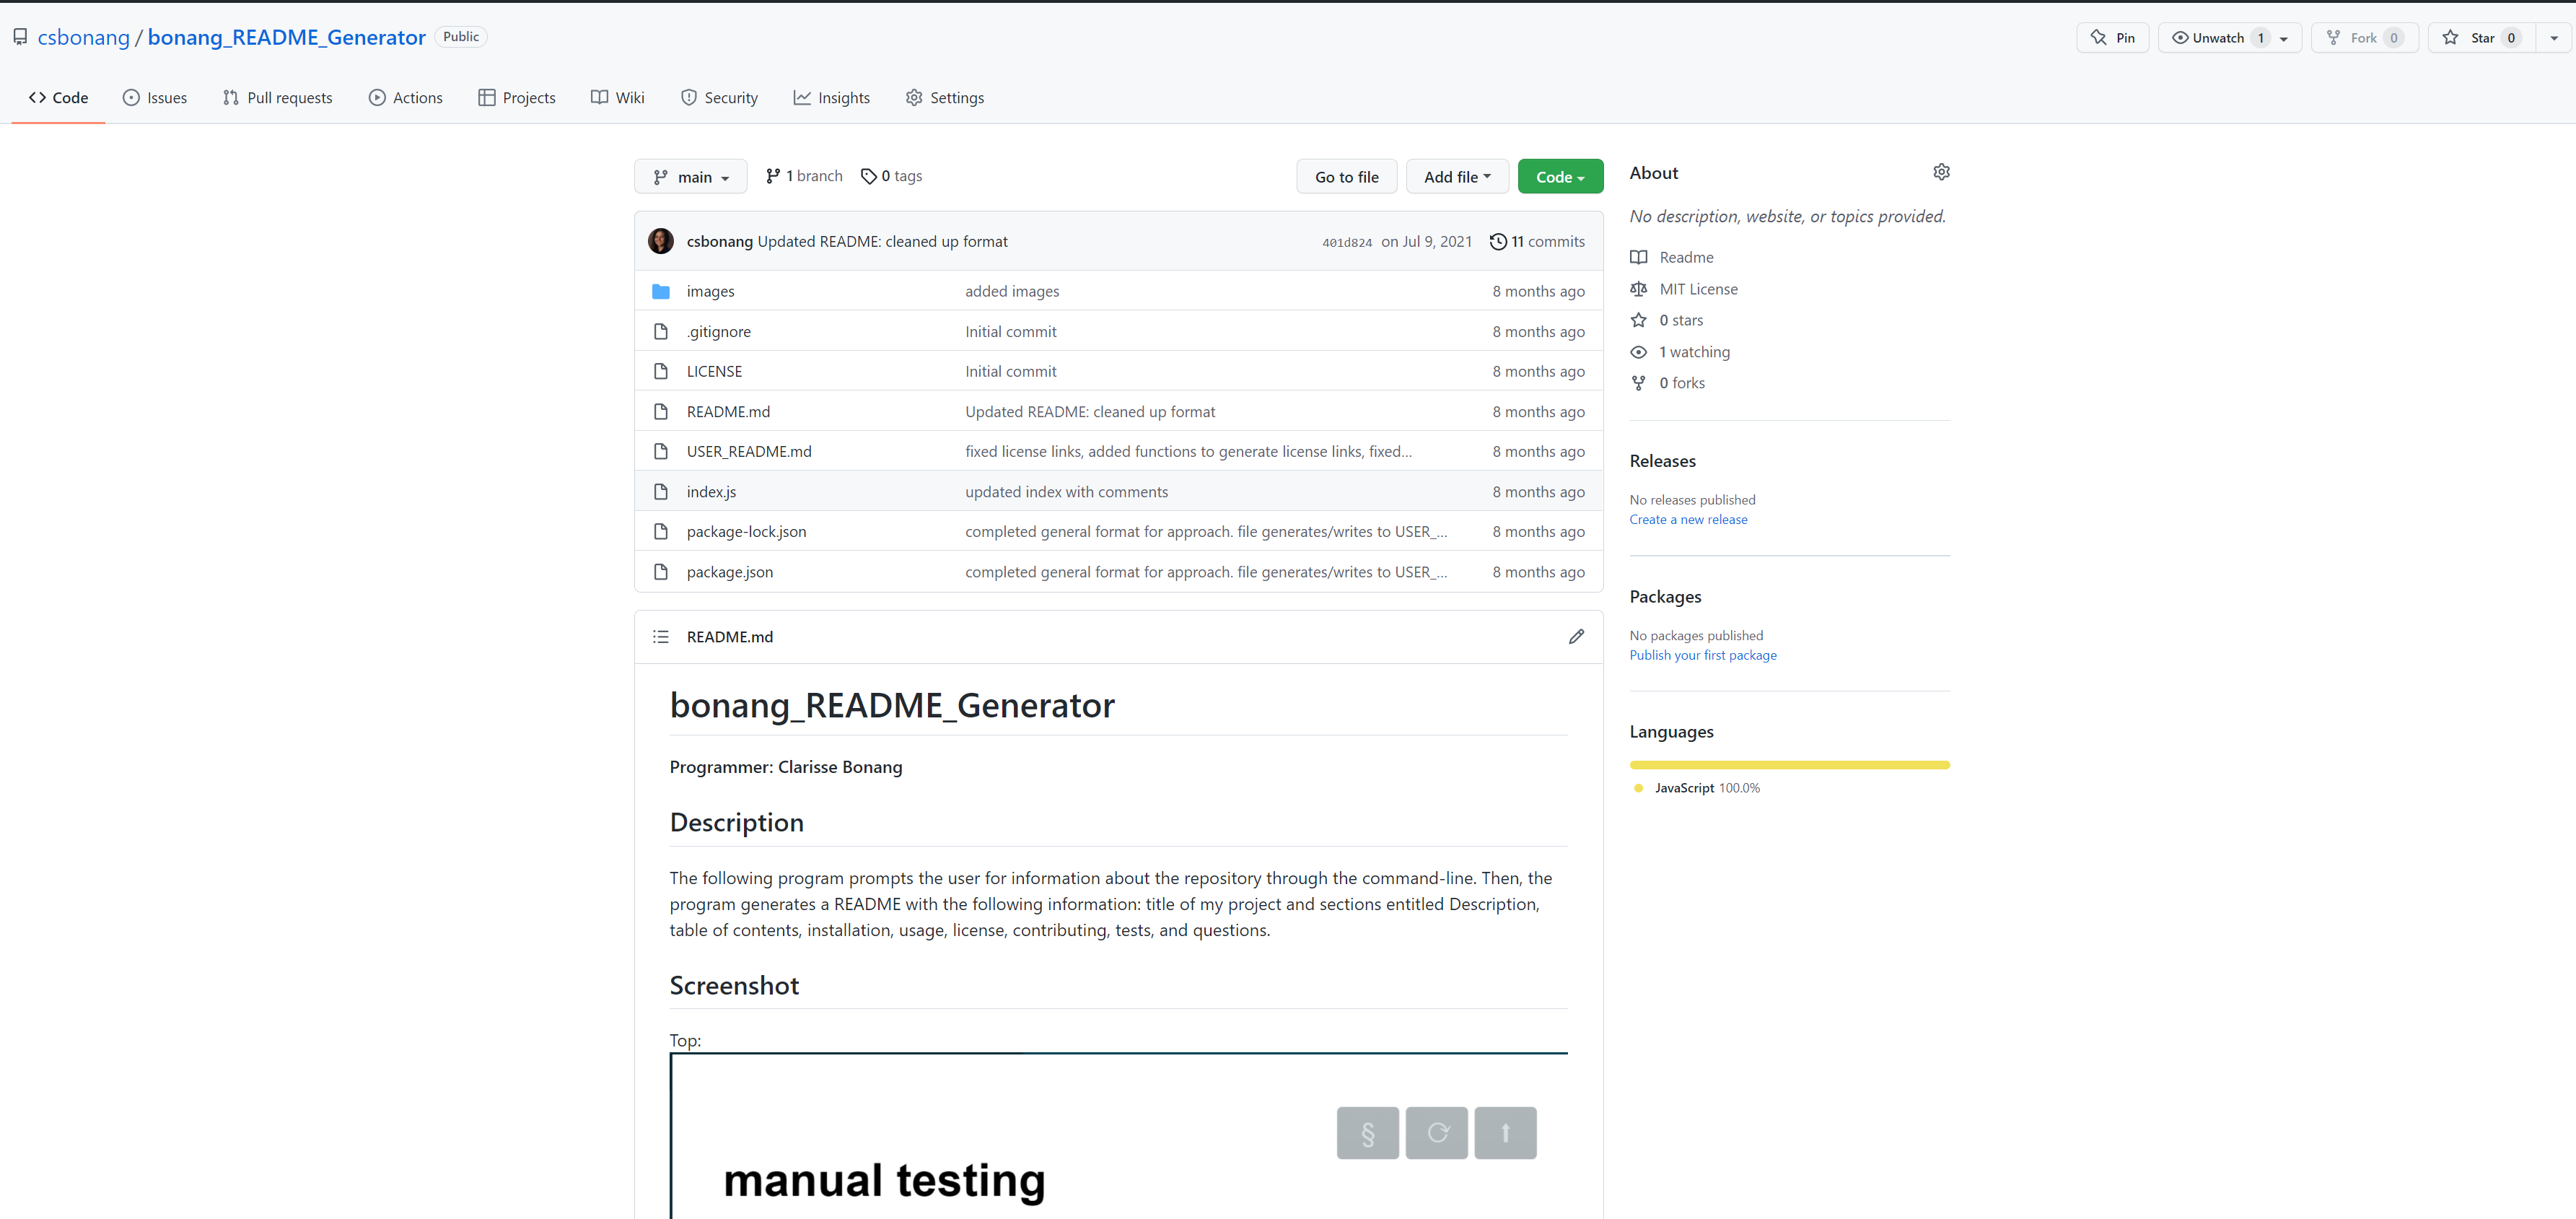 csbonang / bonang_README_Generator Public
Pin Unwatch 1 Fork 0 Star 0
Code Issues Pull requests Actions Projects Wiki Security Insights Settings
main 1 branch 0 tags Go to file Add file Code
csbonang Updated README: cleaned up format 401d824 on Jul 9, 2021 11 commits
images added images 8 months ago
.gitignore Initial commit 8 months ago
LICENSE Initial commit 8 months ago
README.md Updated README: cleaned up format 8 months ago
USER_README.md fixed license links, added functions to generate license links, fixed... 8 months ago
index.js updated index with comments 8 months ago
package-lock.json completed general format for approach. file generates/writes to USER_... 8 months ago
package.json completed general format for approach. file generates/writes to USER_... 8 months ago
README.md
bonang_README_Generator
Programmer: Clarisse Bonang
Description
The following program prompts the user for information about the repository through the command-line. Then, the
program generates a README with the following information: title of my project and sections entitled Description,
table of contents, installation, usage, license, contributing, tests, and questions.
Screenshot
Top:
§
manual testing
About
No description, website, or topics provided.
Readme
MIT License
0 stars
1 watching
0 forks
Releases
No releases published
Create a new release
Packages
No packages published
Publish your first package
Languages
JavaScript 100.0%